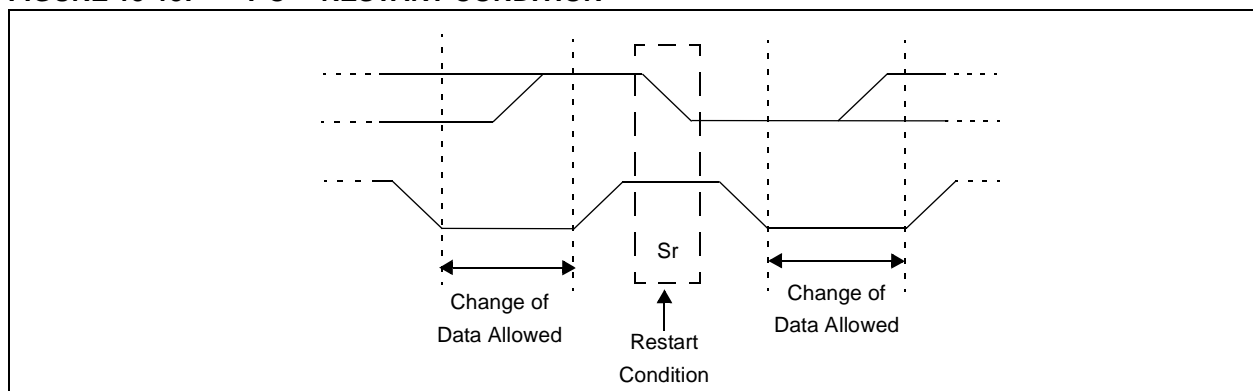 Sr
Change of
Data Allowed
Restart
Condition
Change of
Data Allowed